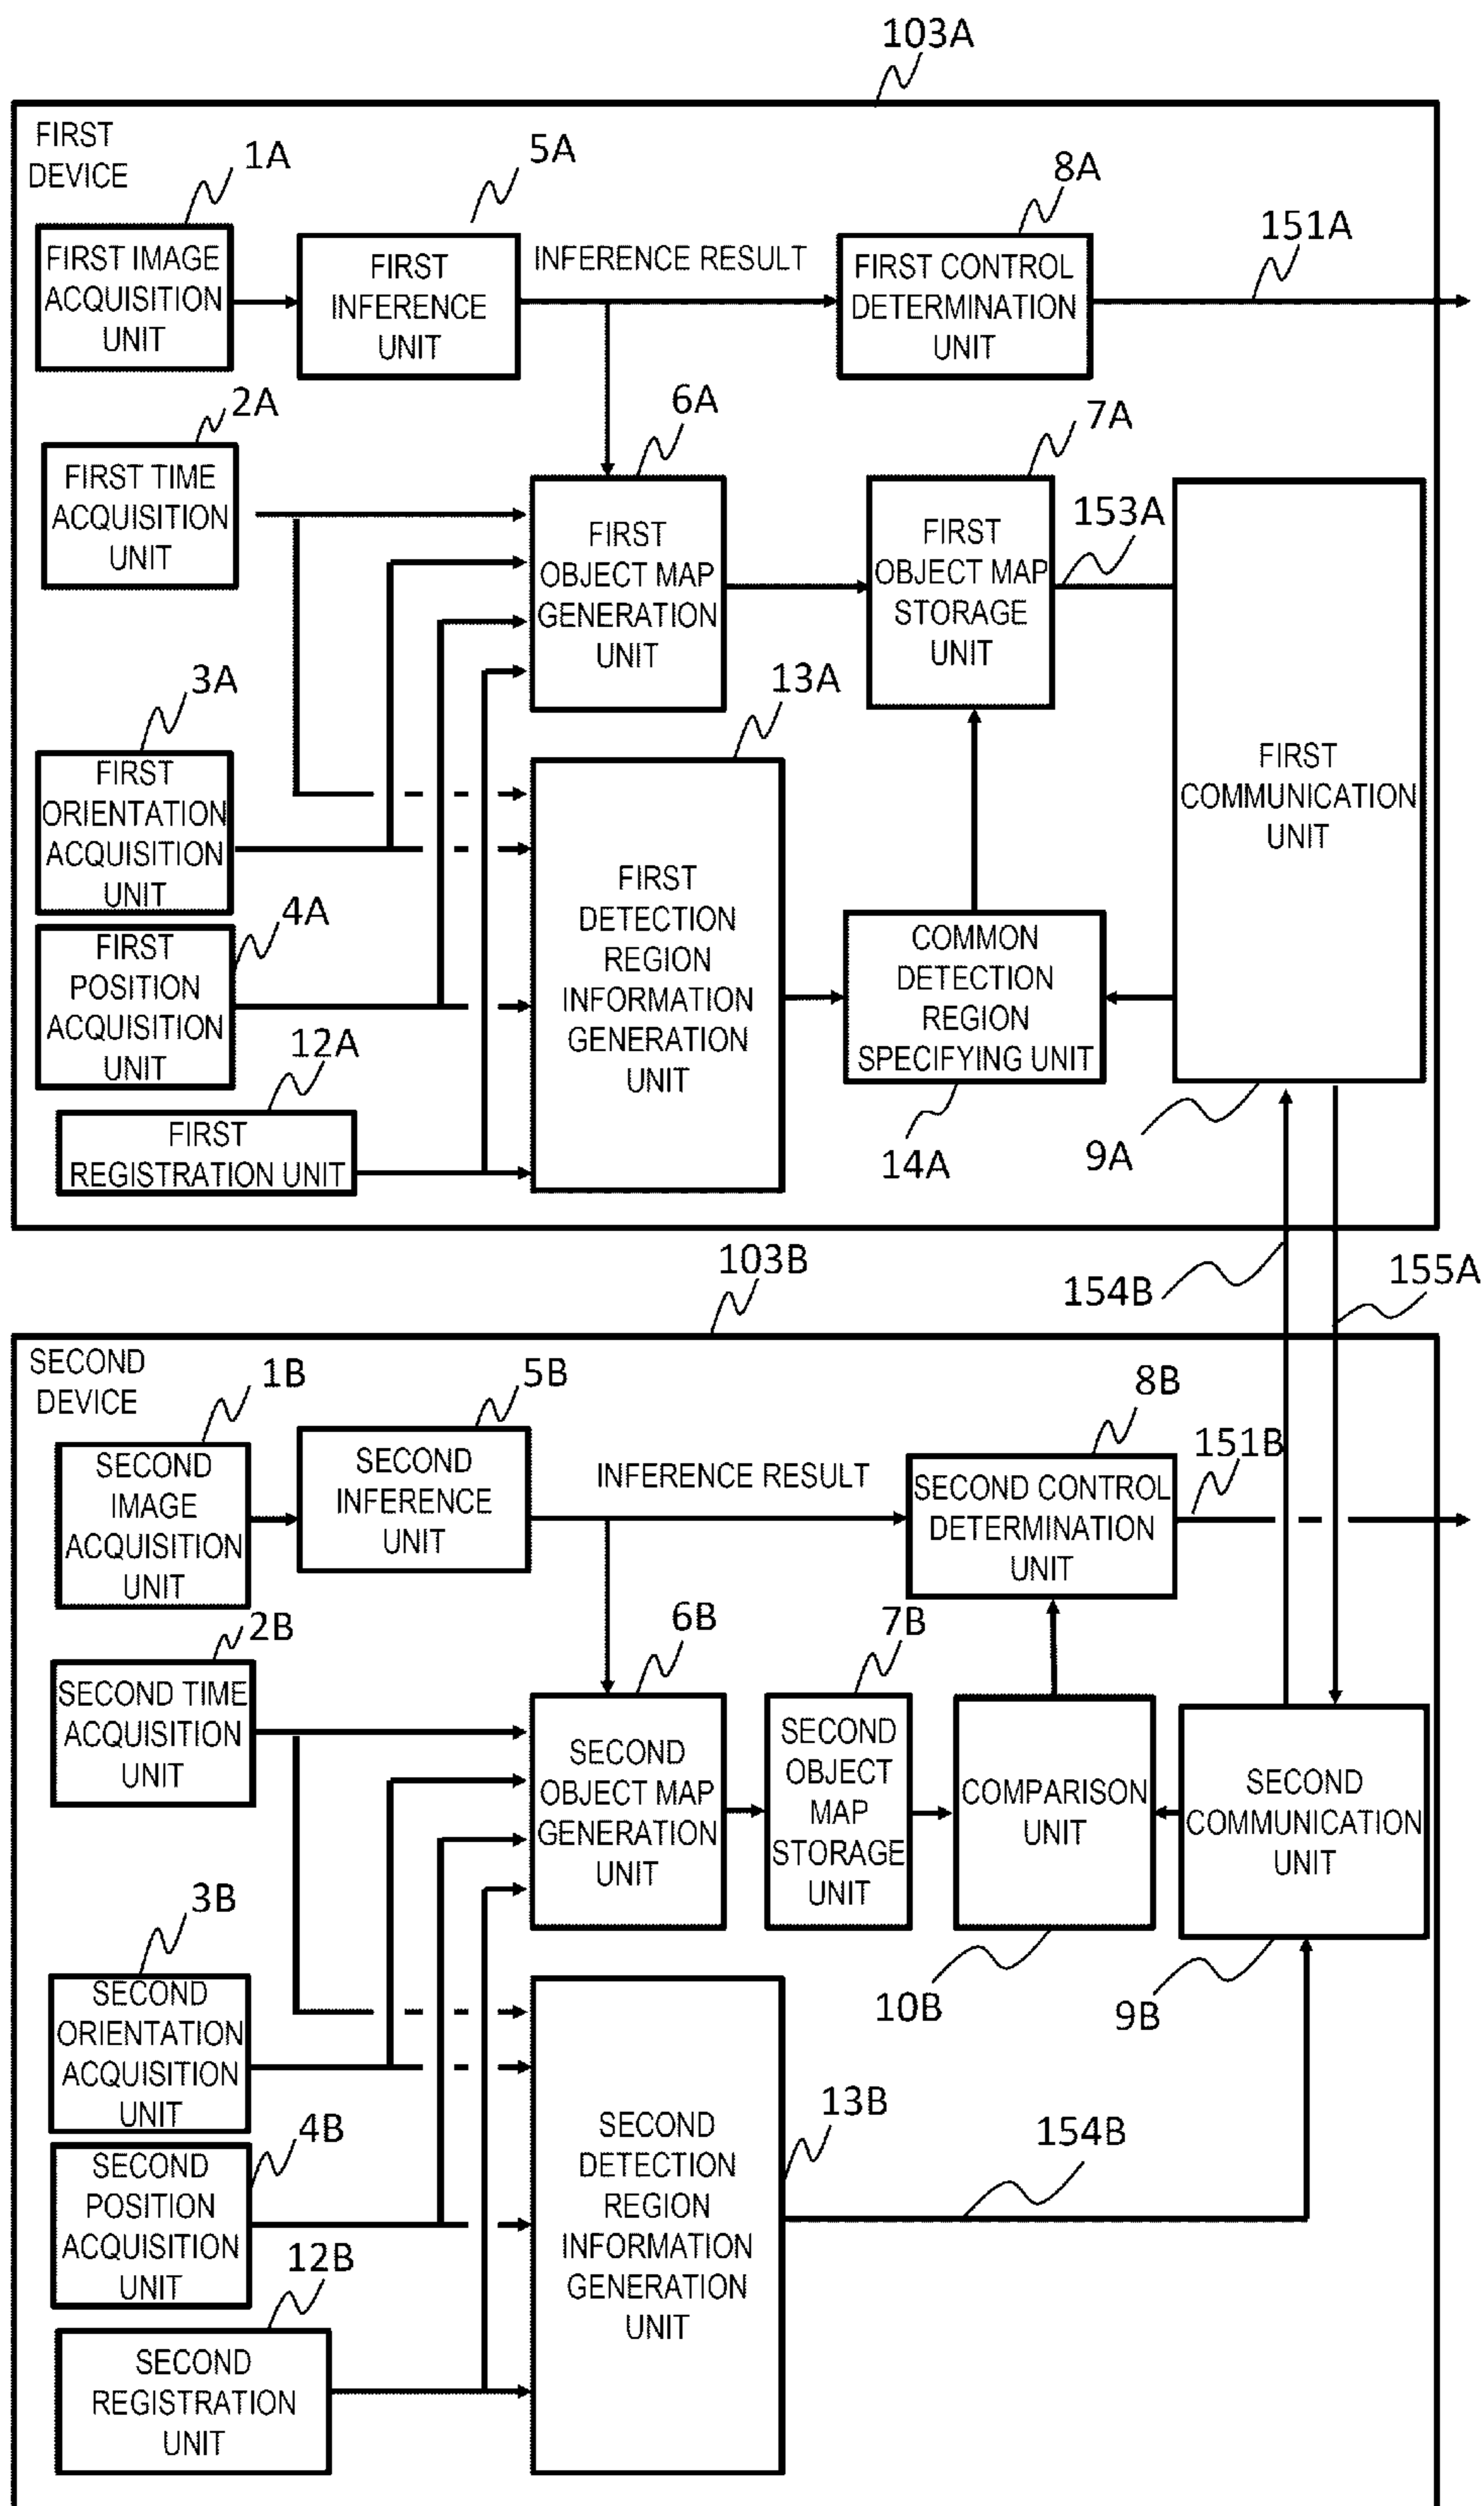 103A
FIRST
DEVICE
1A
5A
8A
151A
FIRST IMAGE
ACQUISITION
UNIT
FIRST
INFERENCE
UNIT
INFERENCE RESULT
FIRST CONTROL
DETERMINATION
UNIT
2A
6A
7A
FIRST TIME
ACQUISITION
UNIT
FIRST
OBJECT MAP
GENERATION
UNIT
FIRST
OBJECT MAP
STORAGE
UNIT
153A
3A
13A
FIRST
ORIENTATION
ACQUISITION
UNIT
FIRST
COMMUNICATION
UNIT
4A
FIRST
POSITION
ACQUISITION
UNIT
FIRST
DETECTION
REGION
INFORMATION
GENERATION
UNIT
COMMON
DETECTION
REGION
SPECIFYING UNIT
12A
FIRST
REGISTRATION UNIT
14A
9A
103B
154B
155A
SECOND
DEVICE
1B
5B
8B
151B
SECOND
IMAGE
ACQUISITION
UNIT
SECOND
INFERENCE
UNIT
INFERENCE RESULT
SECOND CONTROL
DETERMINATION
UNIT
2B
6B
7B
SECOND TIME
ACQUISITION
UNIT
SECOND
OBJECT MAP
GENERATION
UNIT
SECOND
OBJECT
MAP
STORAGE
UNIT
COMPARISON
UNIT
SECOND
COMMUNICATION
UNIT
3B
10B
9B
SECOND
ORIENTATION
ACQUISITION
UNIT
4B
13B
154B
SECOND
POSITION
ACQUISITION
UNIT
SECOND
DETECTION
REGION
INFORMATION
GENERATION
UNIT
12B
SECOND
REGISTRATION
UNIT